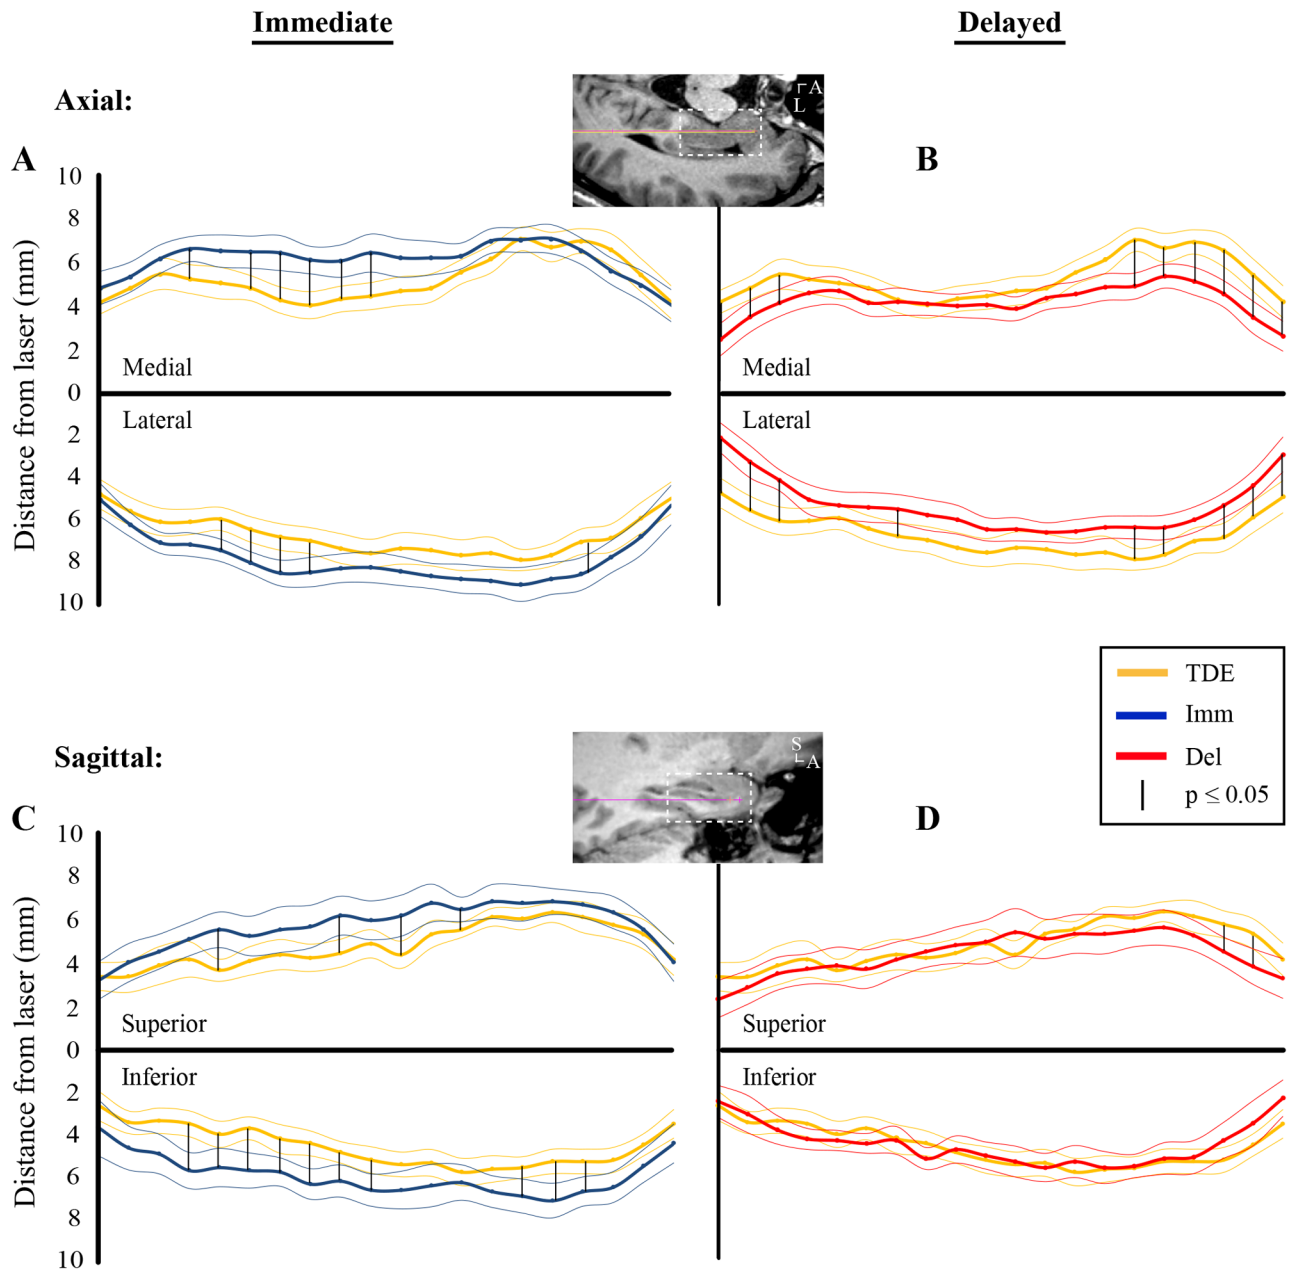 Immediate
Delayed
Axial:
A
L
A
B
10
8
6
4
2
0
2
4
6
8
10
Distance from laser (mm)
Medial
Lateral
Medial
Lateral
TDE
Imm
Del
p ≤ 0.05
Sagittal:
S
A
C
D
10
8
6
4
2
0
2
4
6
8
10
Distance from laser (mm)
Superior
Inferior
Superior
Inferior